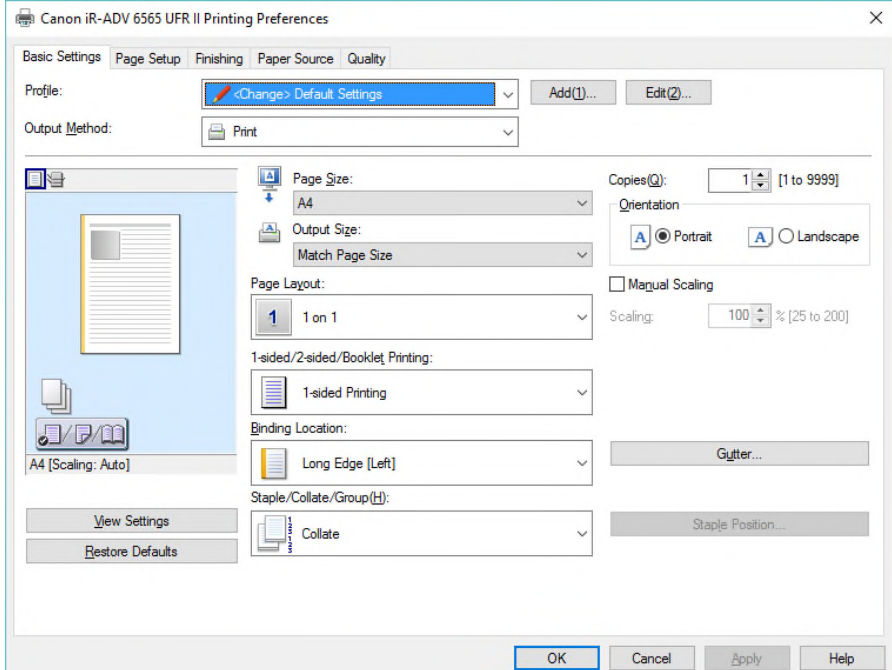 Canon iR-ADV 6565 UFR II Printing Preferences
Basic Settings Page Setup Finishing Paper Source Quality
Profile: <Change> Default Settings Add(1)... Edit(2)...
Output Method: Print
Page Size:
A4
Output Size:
Match Page Size
Page Layout:
1 1 on 1
1-sided/2-sided/Booklet Printing:
1-sided Printing
Binding Location:
Long Edge [Left]
Staple/Collate/Group(H):
Collate
A4 [Scaling: Auto]
View Settings
Restore Defaults
Copies(Q): 1 [1 to 9999]
Orientation
A Portrait A Landscape
Manual Scaling
Scaling: 100 % [25 to 200]
Gutter...
Staple Position...
OK Cancel Apply Help